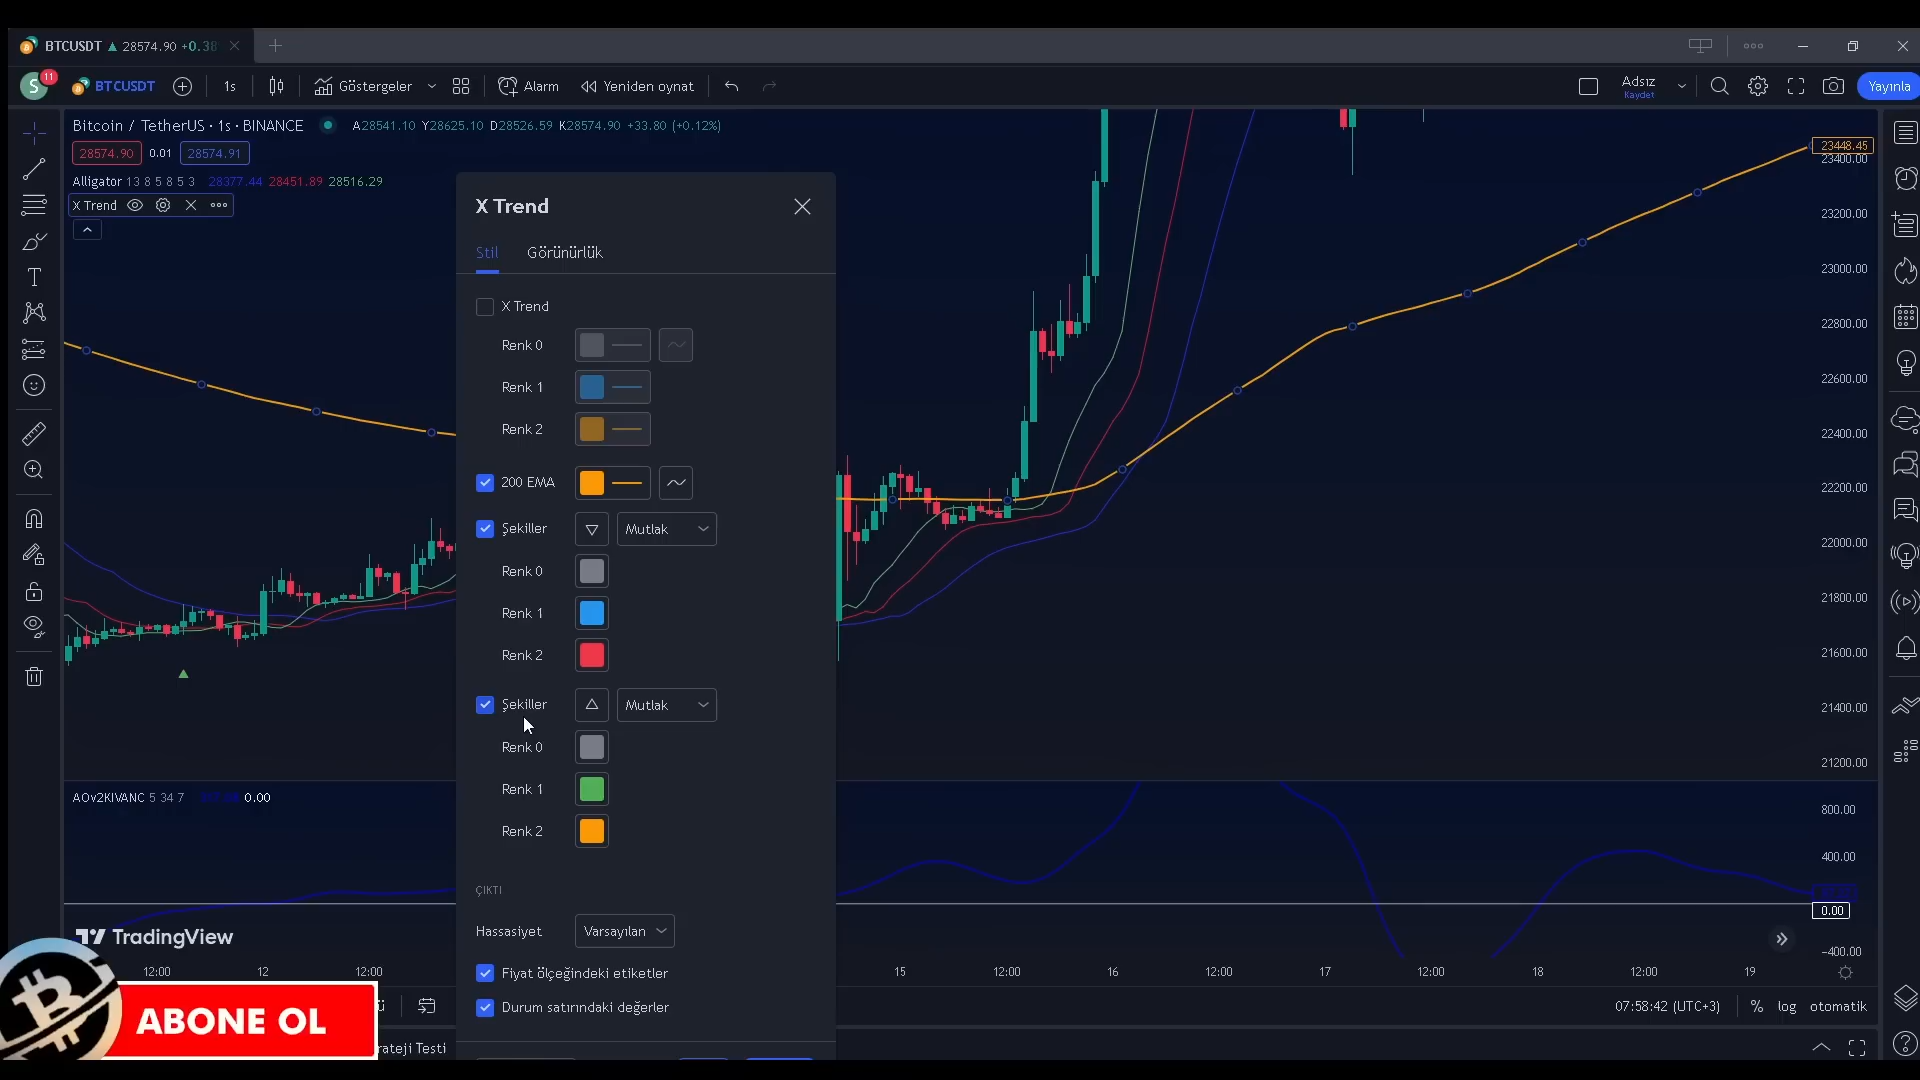 BTCUSDT ▲ 28574.90 +0.38
S 11 BTCUSDT 1s Göstergeler Alarm Yeniden oynat Adsız Kaydet Yayınla
Bitcoin / TetherUS · 1s · BINANCE A28541.10 Y28625.10 D28526.59 K28574.90 +33.80 (+0.12%)
28574.90 0.01 28574.91
Alligator 13 8 5 8 5 3 28377.44 28451.89 28516.29
X Trend
X Trend
Stil Görünürlük
X Trend
Renk 0
Renk 1
Renk 2
200 EMA
Şekiller Mutlak
Renk 0
Renk 1
Renk 2
Şekiller Mutlak
Renk 0
Renk 1
Renk 2
ÇIKTI
Hassasiyet Varsayılan
Fiyat ölçeğindeki etiketler
Durum satırındaki değerler
23448.45
23400.00
23200.00
23000.00
22800.00
22600.00
22400.00
22200.00
22000.00
21800.00
21600.00
21400.00
21200.00
AOv2KIVANC 5 34 7 0.00
800.00
400.00
0.00
−400.00
TradingView
12:00 12 12:00 15 12:00 16 12:00 17 12:00 18 12:00 19
07:58:42 (UTC+3) % log otomatik
ABONE OL
rateji Testi